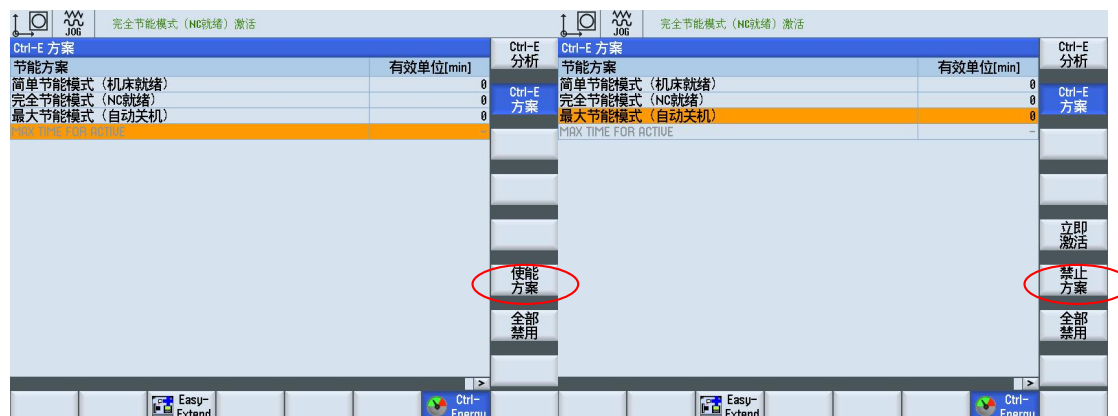 JOG
完全节能模式（NC就绪）激活
Ctrl-E 方案
节能方案 有效单位[min]
简单节能模式（机床就绪） 0
完全节能模式（NC就绪） 0
最大节能模式（自动关机） 0
MAX TIME FOR ACTIVE -
Ctrl-E
分析
Ctrl-E
方案
使能
方案
全部
禁用
>
Easy-
Extend
Ctrl-
Energy
JOG
完全节能模式（NC就绪）激活
Ctrl-E 方案
节能方案 有效单位[min]
简单节能模式（机床就绪） 0
完全节能模式（NC就绪） 0
最大节能模式（自动关机） 0
MAX TIME FOR ACTIVE -
Ctrl-E
分析
Ctrl-E
方案
立即
激活
禁止
方案
全部
禁用
>
Easy-
Extend
Ctrl-
Energy